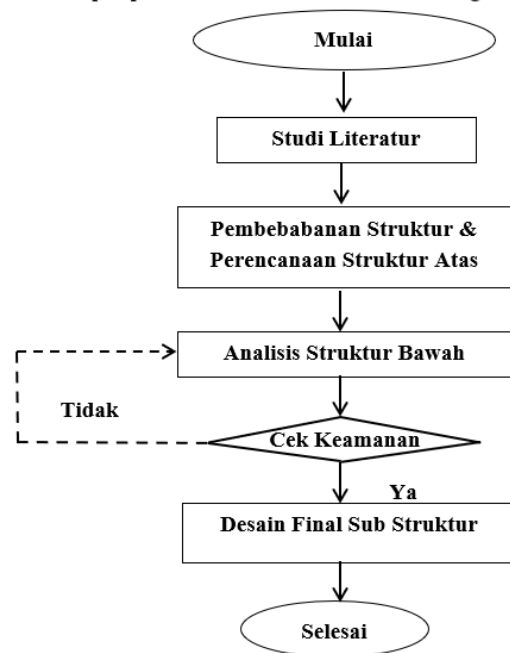 Mulai
Studi Literatur
Pembebabanan Struktur &
Perencanaan Struktur Atas
Analisis Struktur Bawah
Tidak
Cek Keamanan
Ya
Desain Final Sub Struktur
Selesai